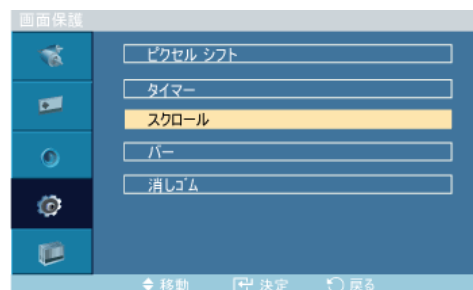 画面保護
ピクセル シフト
タイマー
スクロール
バー
消しゴム
移動 決定 戻る